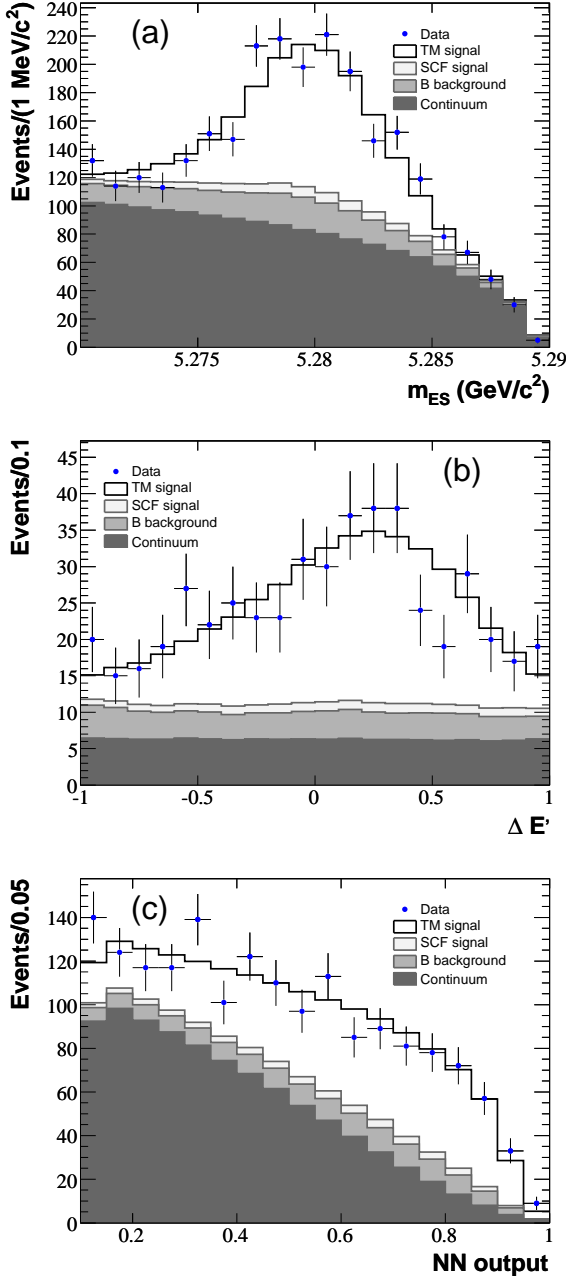 Events/(1 MeV/c²)
240
220
200
180
160
140
120
100
80
60
40
20
0
(a)
Data
TM signal
SCF signal
B background
Continuum
5.275
5.28
5.285
5.29
m_ES (GeV/c²)
Events/0.1
45
40
35
30
25
20
15
10
5
0
Data
TM signal
SCF signal
B background
Continuum
(b)
-1
-0.5
0
0.5
1
Δ E'
Events/0.05
140
120
100
80
60
40
20
0
(c)
Data
TM signal
SCF signal
B background
Continuum
0.2
0.4
0.6
0.8
1
NN output